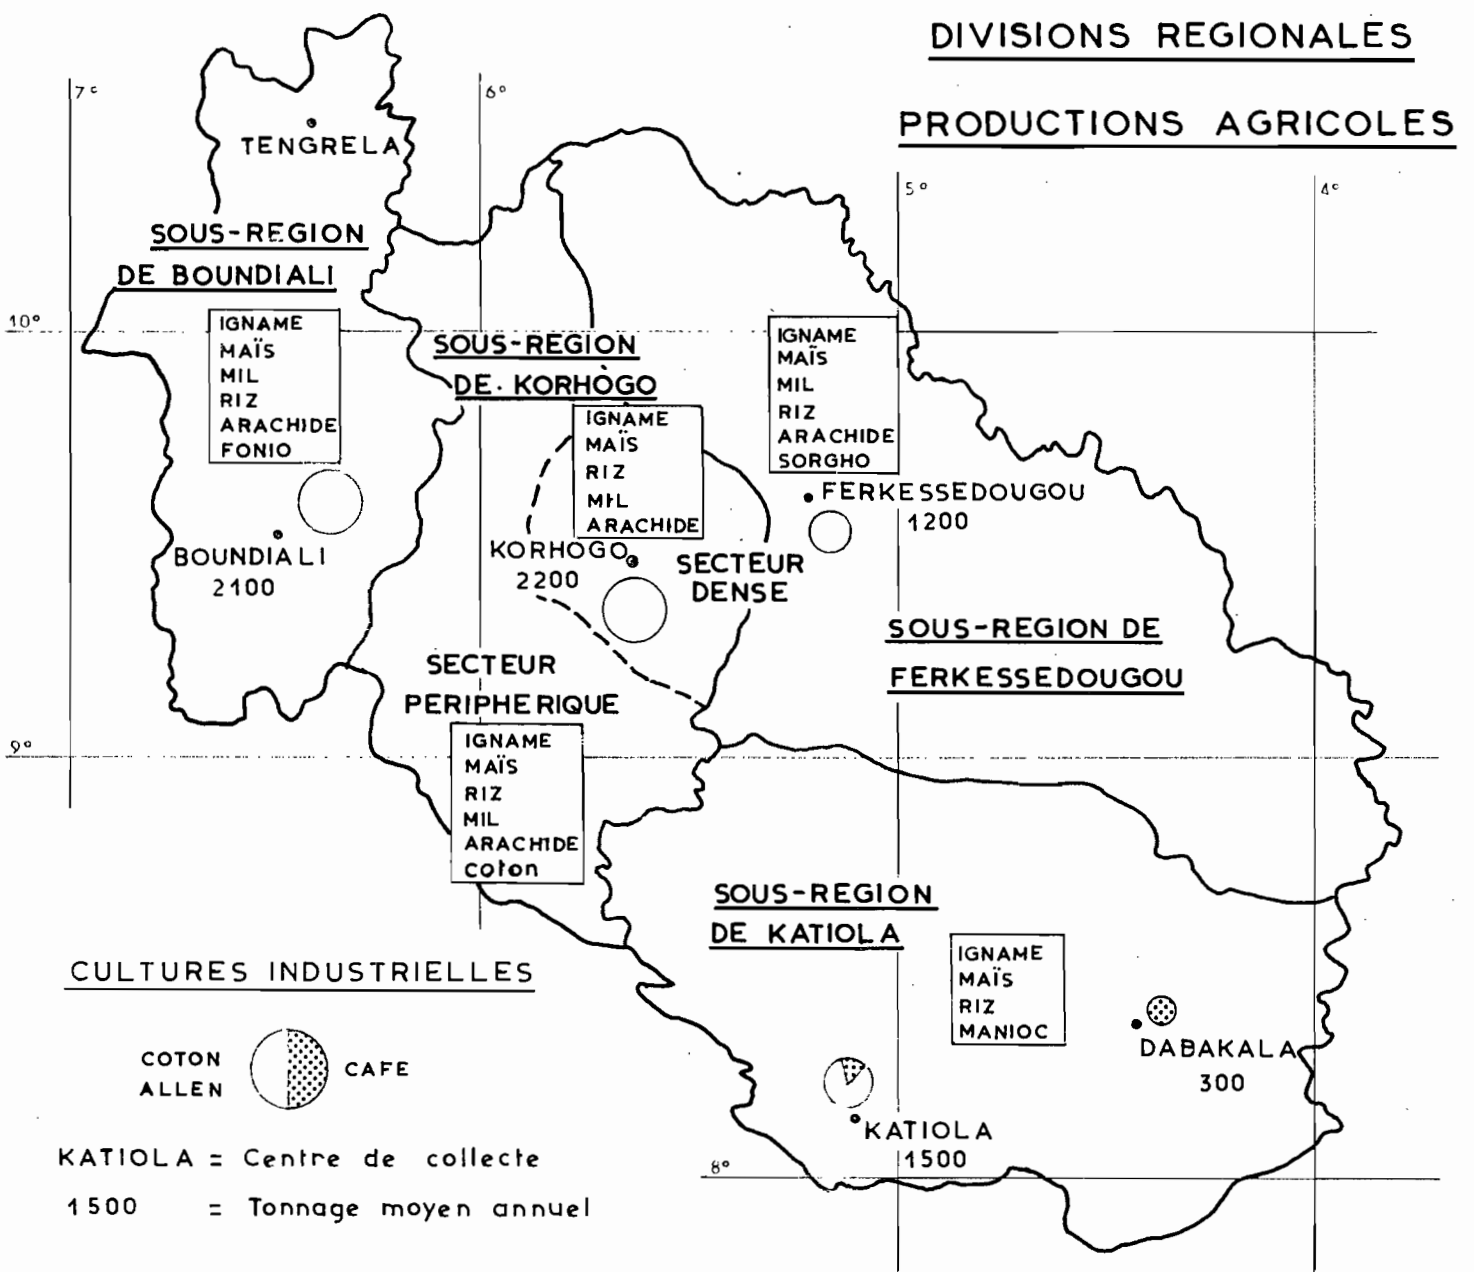 DIVISIONS REGIONALES
PRODUCTIONS AGRICOLES
7°
6°
5°
4°
TENGRELA
SOUS-REGION
DE BOUNDIALI
10°
IGNAME
MAÏS
MIL
RIZ
ARACHIDE
FONIO
BOUNDIALI
2100
SOUS-REGION
DE KORHOGO
IGNAME
MAÏS
RIZ
MIL
ARACHIDE
KORHOGO
2200
SECTEUR
DENSE
IGNAME
MAÏS
MIL
RIZ
ARACHIDE
SORGHO
FERKESSEDOUGOU
1200
SOUS-REGION DE
FERKESSEDOUGOU
SECTEUR
PERIPHERIQUE
9°
IGNAME
MAÏS
RIZ
MIL
ARACHIDE
coton
SOUS-REGION
DE KATIOLA
IGNAME
MAÏS
RIZ
MANIOC
DABAKALA
300
KATIOLA
1500
8°
CULTURES INDUSTRIELLES
COTON
ALLEN
CAFE
KATIOLA = Centre de collecte
1500 = Tonnage moyen annuel